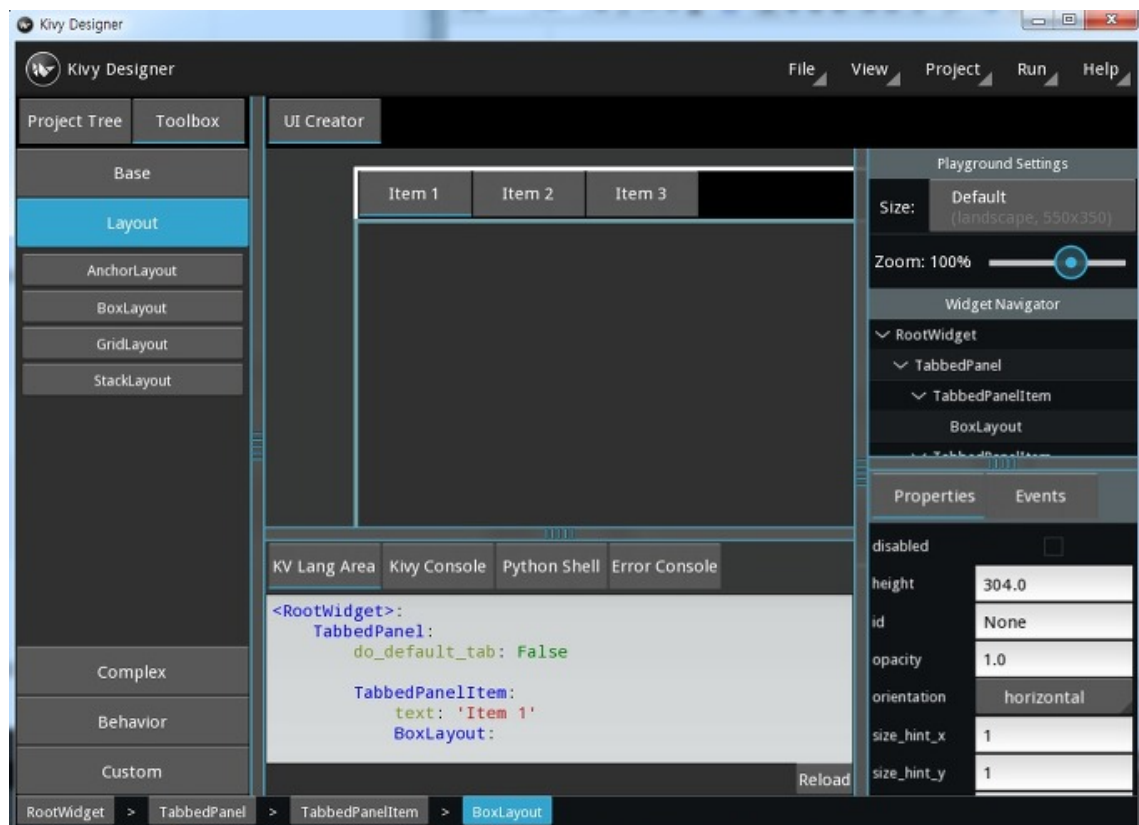 Kivy Designer
Kivy Designer
File View Project Run Help
Project Tree Toolbox
UI Creator
Base
Layout
AnchorLayout
BoxLayout
GridLayout
StackLayout
Complex
Behavior
Custom
Item 1 Item 2 Item 3
KV Lang Area Kivy Console Python Shell Error Console
<RootWidget>:
TabbedPanel:
do_default_tab: False
TabbedPanelItem:
text: 'Item 1'
BoxLayout:
Reload
Playground Settings
Size: Default
(landscape, 550x350)
Zoom: 100%
Widget Navigator
RootWidget
TabbedPanel
TabbedPanelItem
BoxLayout
TabbedPanelItem
Properties Events
disabled
height 304.0
id None
opacity 1.0
orientation horizontal
size_hint_x 1
size_hint_y 1
RootWidget > TabbedPanel > TabbedPanelItem > BoxLayout